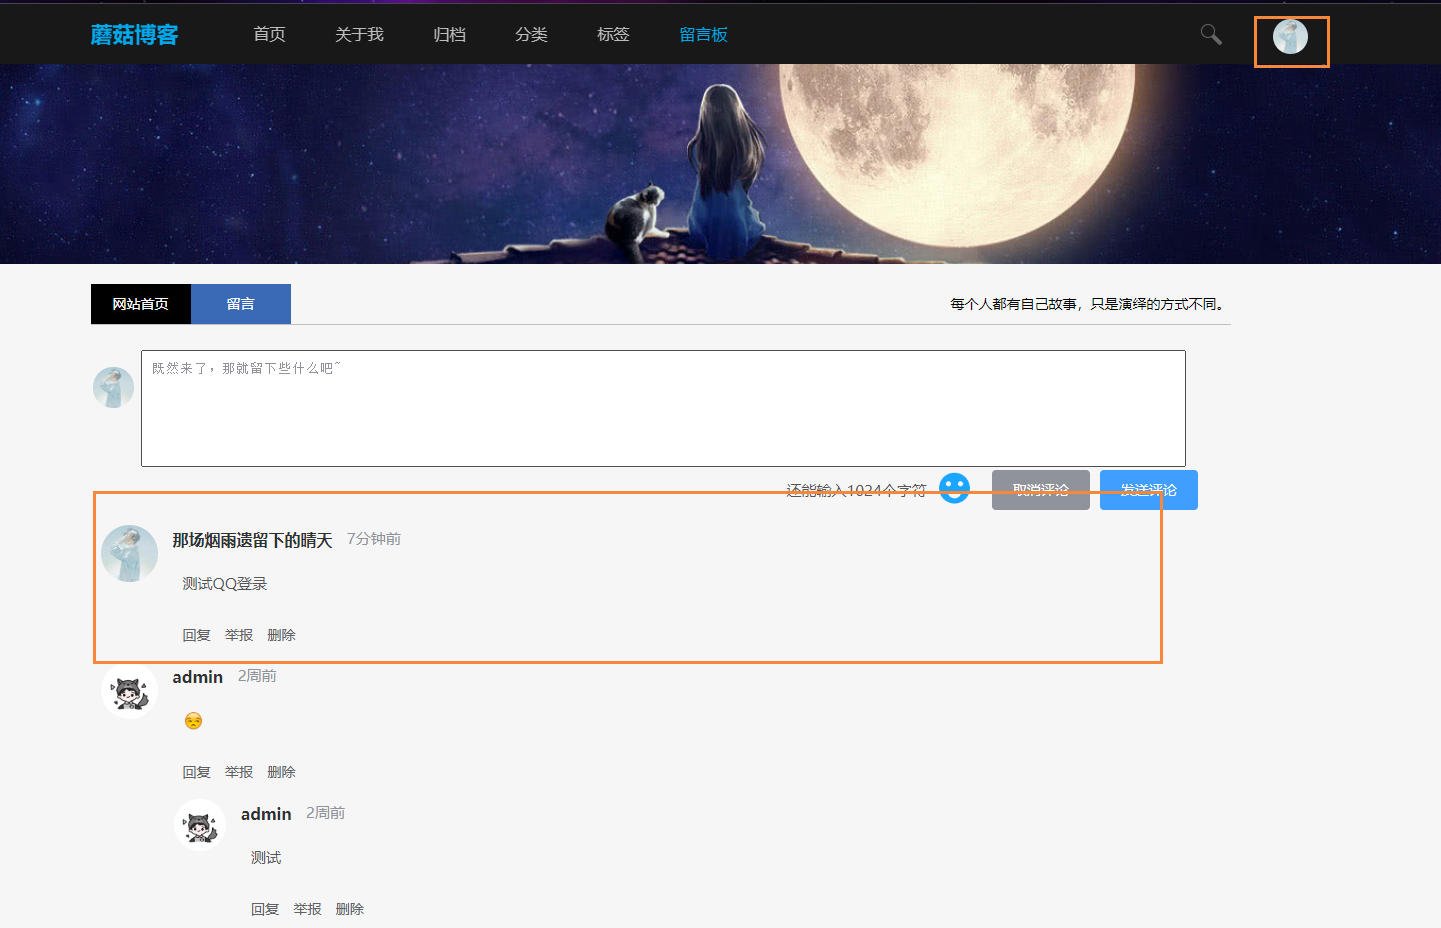 蘑菇博客 首页 关于我 归档 分类 标签 留言板
网站首页 留言 每个人都有自己故事，只是演绎的方式不同。
既然来了，那就留下些什么吧~
还能输入1024个字符 取消评论 发送评论
那场烟雨遗留下的晴天 7分钟前
测试QQ登录
回复 举报 删除
admin 2周前
回复 举报 删除
admin 2周前
测试
回复 举报 删除